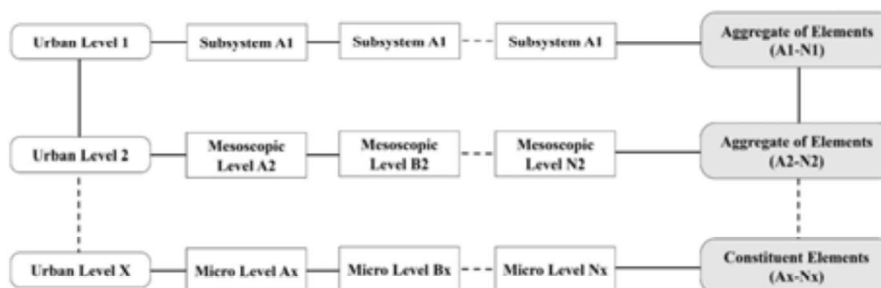 Urban Level 1
Subsystem A1
Subsystem A1
Subsystem A1
Aggregate of Elements
(A1-N1)
Urban Level 2
Mesoscopic
Level A2
Mesoscopic
Level B2
Mesoscopic
Level N2
Aggregate of Elements
(A2-N2)
Urban Level X
Micro Level Ax
Micro Level Bx
Micro Level Nx
Constituent Elements
(Ax-Nx)